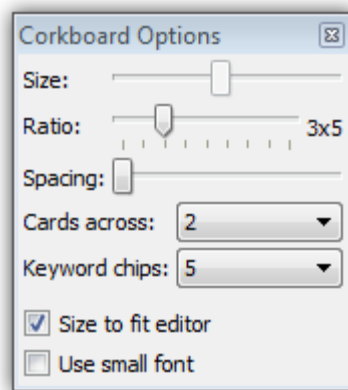 Corkboard Options
Size:
Ratio: 3x5
Spacing:
Cards across: 2
Keyword chips: 5
Size to fit editor
Use small font